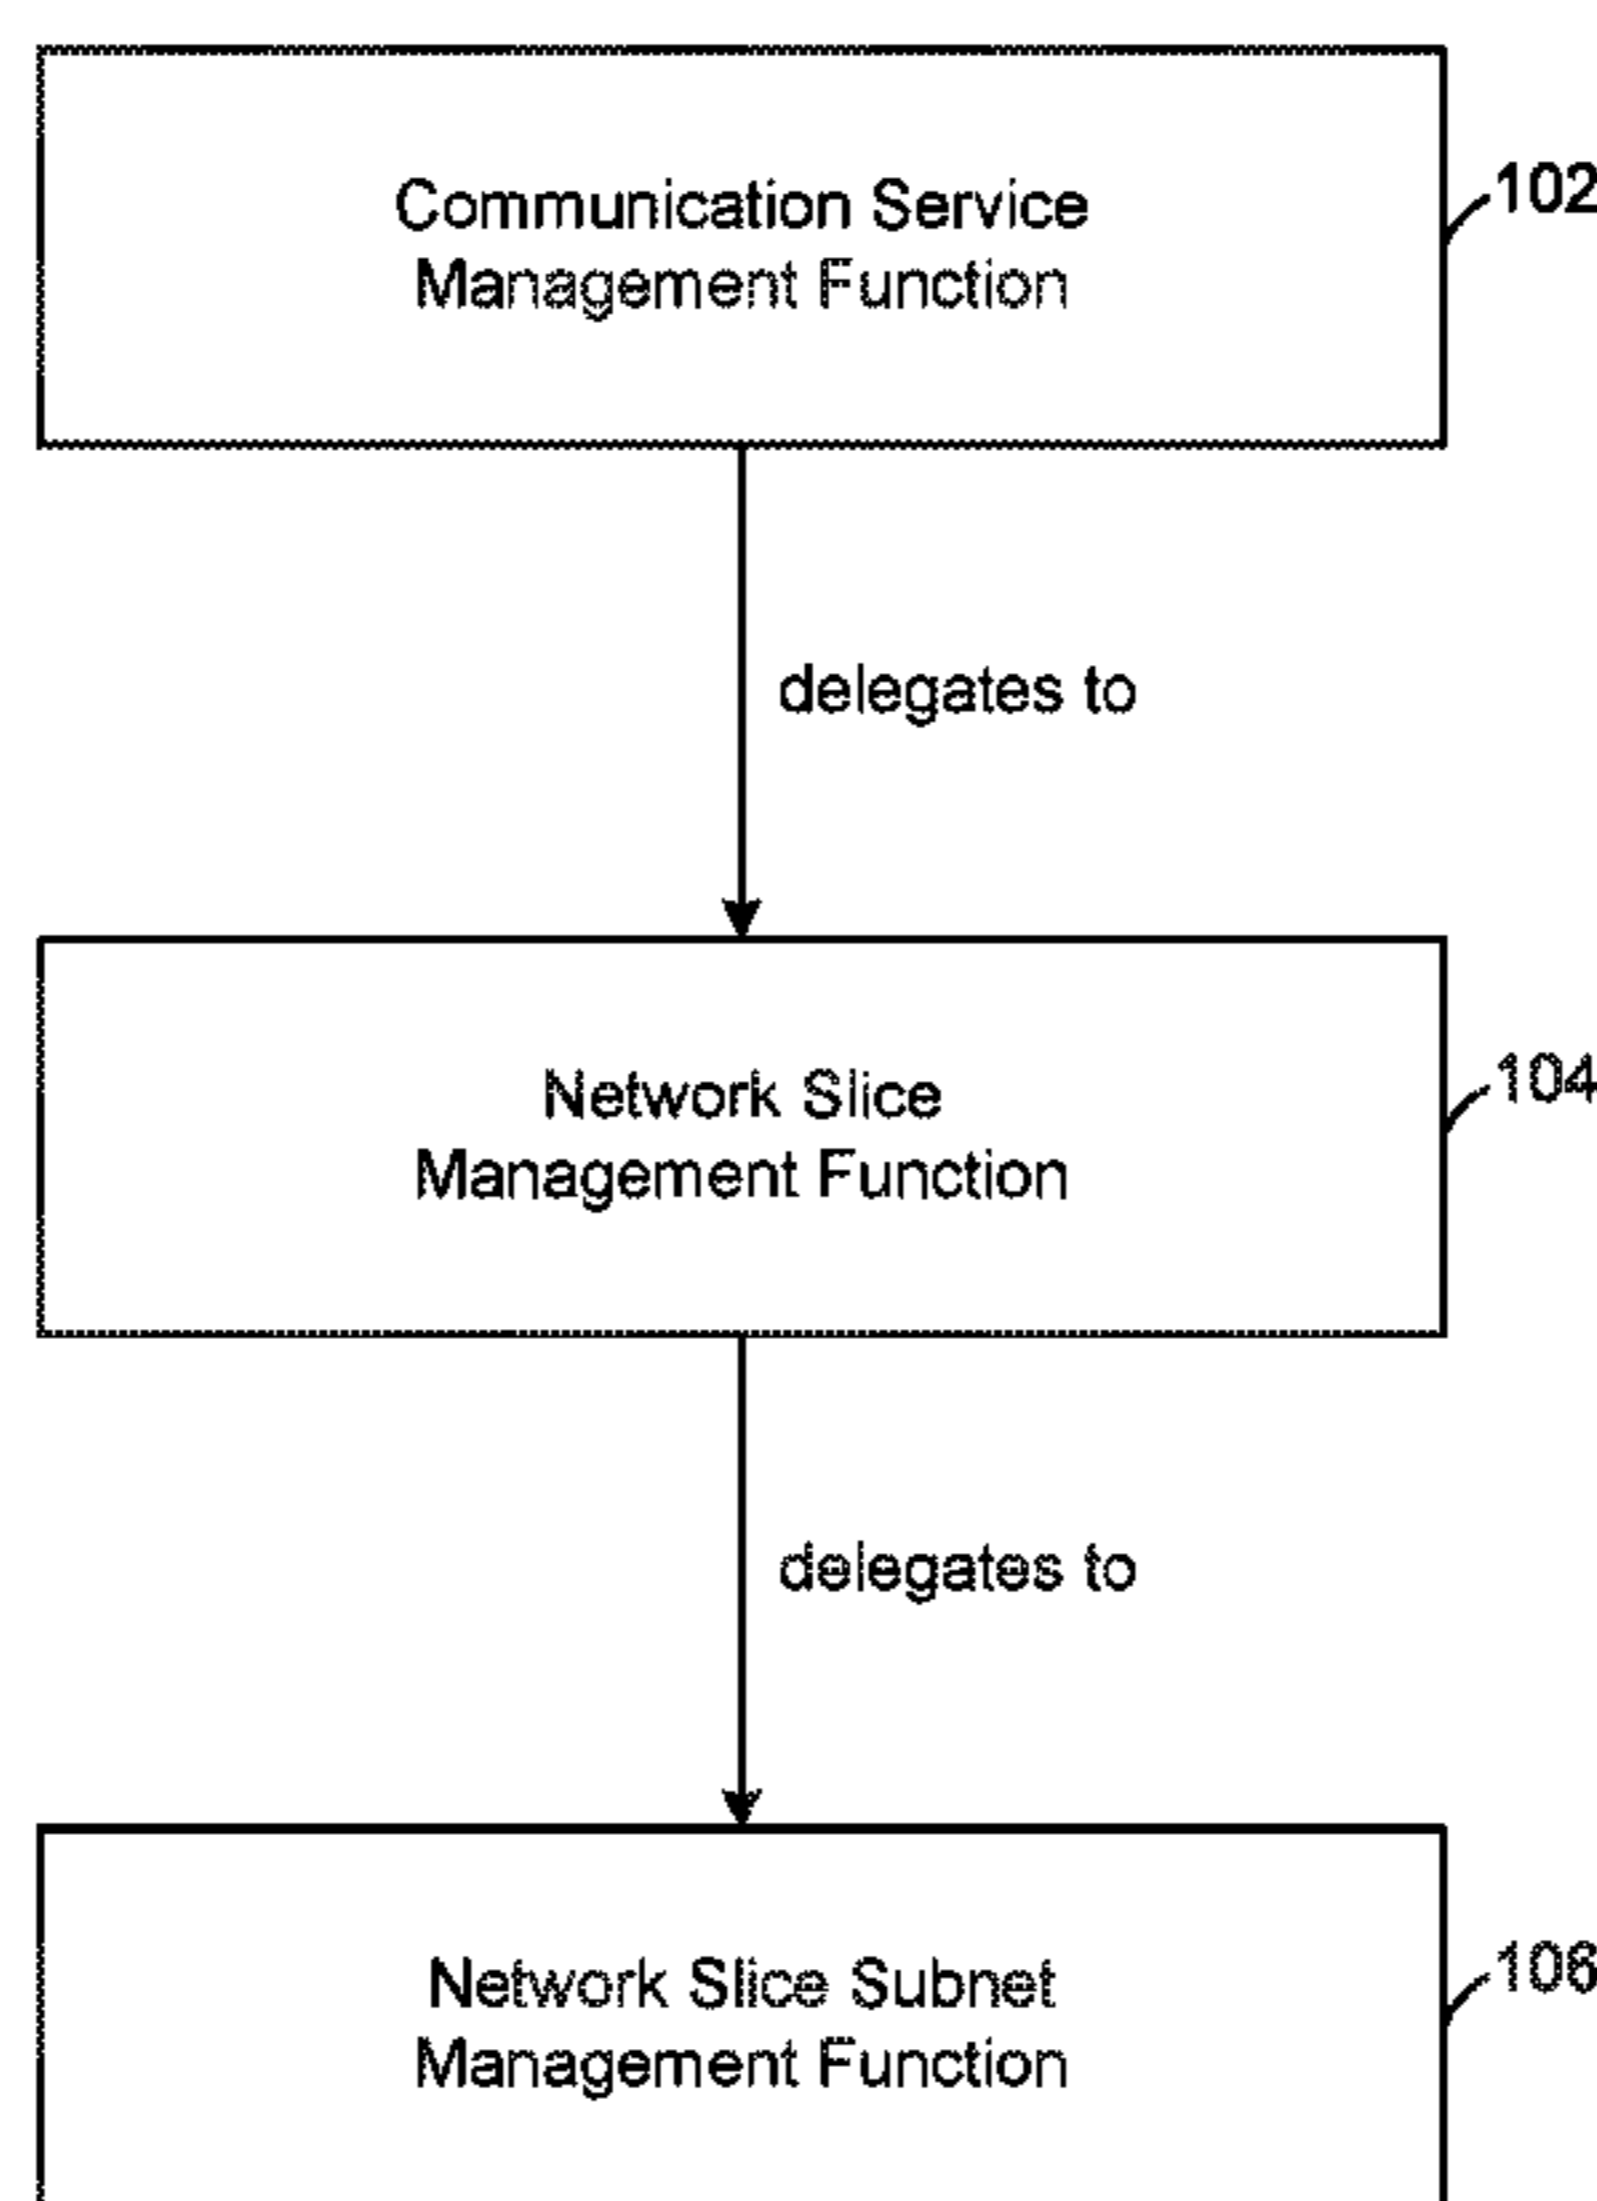 Communication Service
Management Function
102
delegates to
Network Slice
Management Function
104
delegates to
Network Slice Subnet
Management Function
106